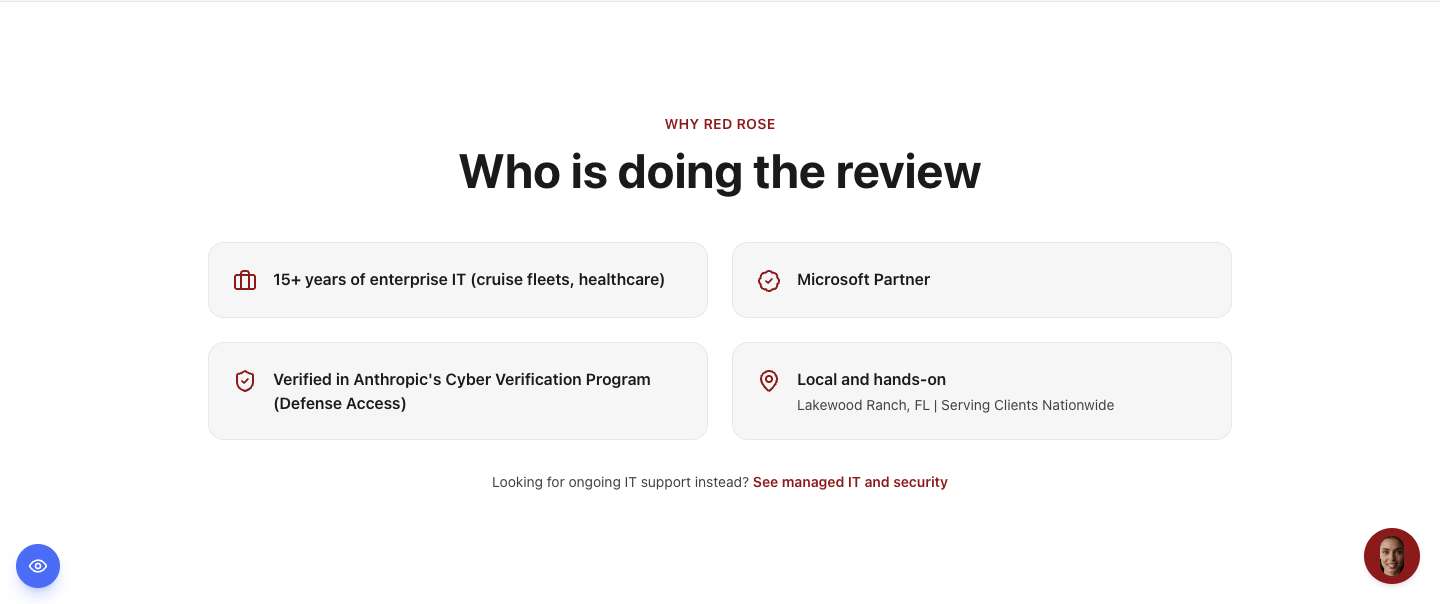 WHY RED ROSE
Who is doing the review
15+ years of enterprise IT (cruise fleets, healthcare)
Microsoft Partner
Verified in Anthropic's Cyber Verification Program
(Defense Access)
Local and hands-on
Lakewood Ranch, FL | Serving Clients Nationwide
Looking for ongoing IT support instead? See managed IT and security